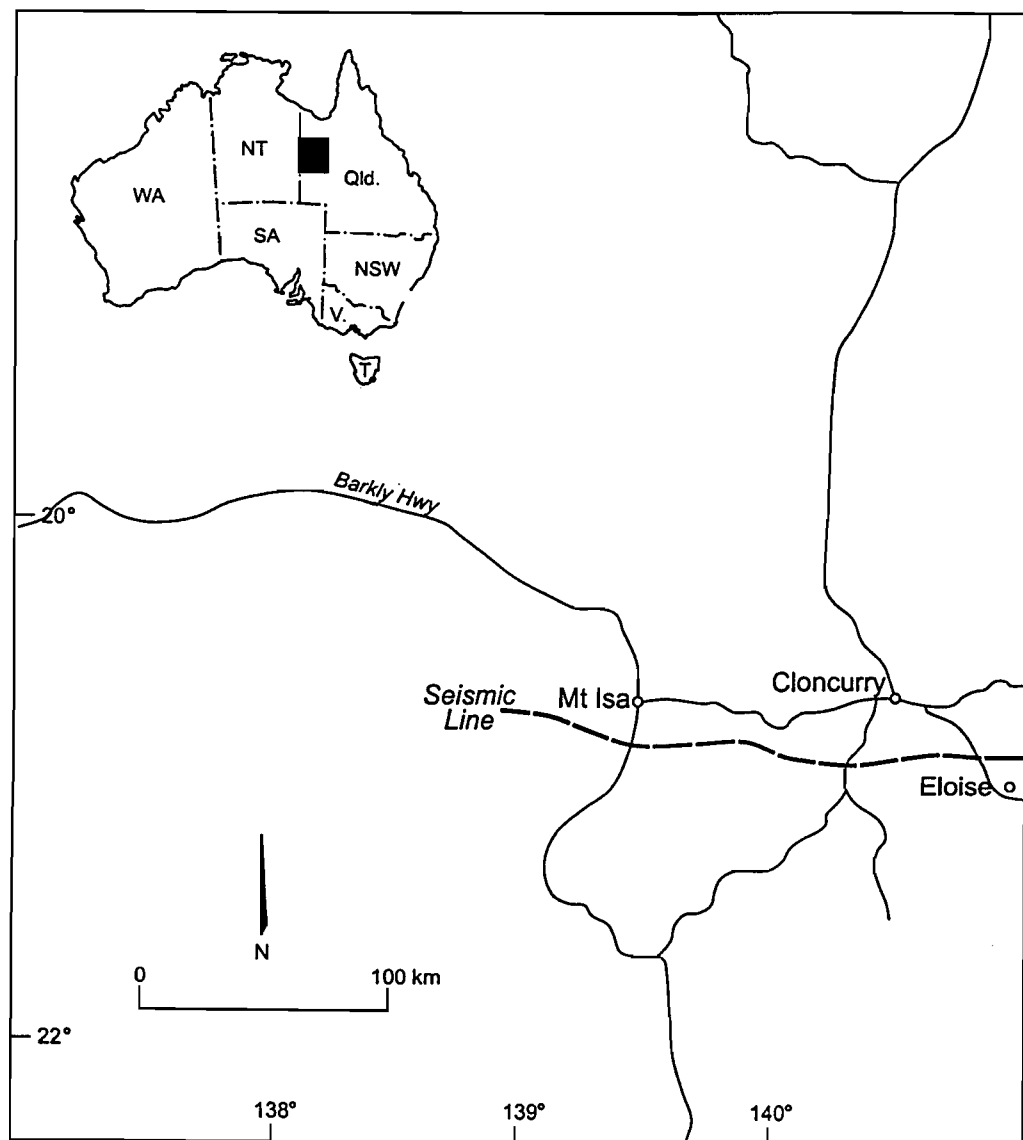 NT
WA
Qld.
SA
NSW
V.
T
Barkly Hwy
20°
Seismic
Line
Mt Isa
Cloncurry
Eloise
N
0 100 km
22°
138° 139° 140°